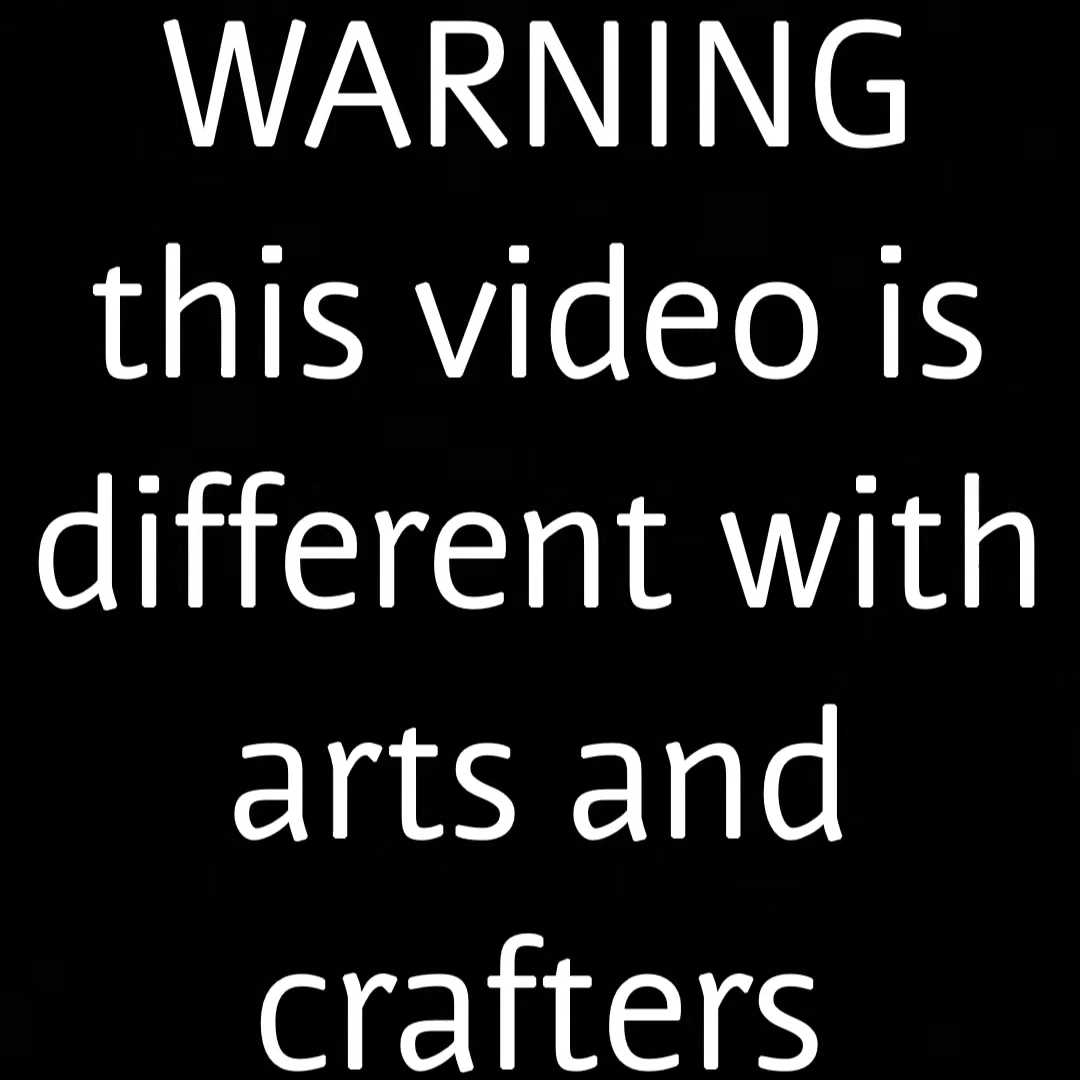 WARNING
this video is
different with
arts and
crafters